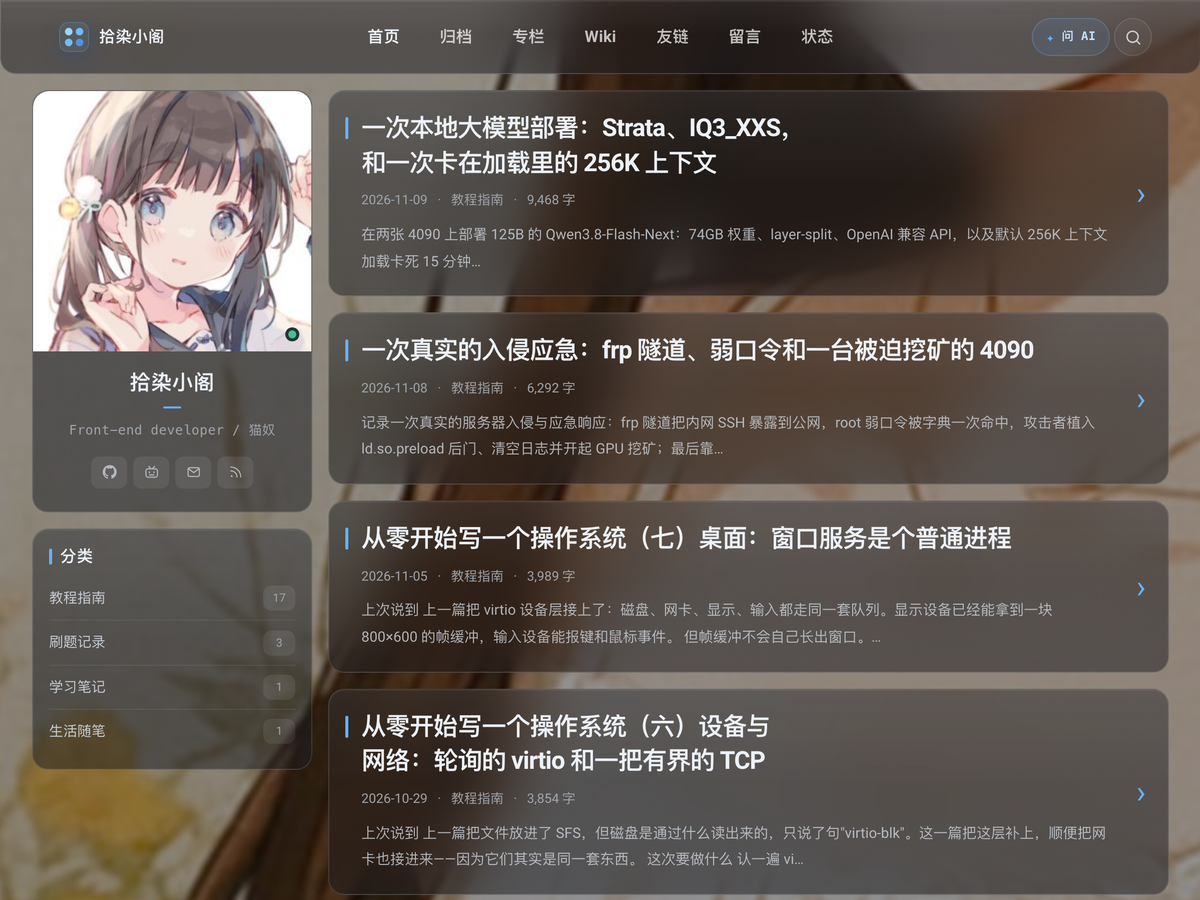 拾染小阁
首页
归档
专栏
Wiki
友链
留言
状态
问 AI
拾染小阁
Front-end developer / 猫奴
分类
教程指南 17
刷题记录 3
学习笔记 1
生活随笔 1
一次本地大模型部署：Strata、IQ3_XXS，
和一次卡在加载里的 256K 上下文
2026-11-09 · 教程指南 · 9,468 字
在两张 4090 上部署 125B 的 Qwen3.8-Flash-Next：74GB 权重、layer-split、OpenAI 兼容 API，以及默认 256K 上下文
加载卡死 15 分钟…
一次真实的入侵应急：frp 隧道、弱口令和一台被迫挖矿的 4090
2026-11-08 · 教程指南 · 6,292 字
记录一次真实的服务器入侵与应急响应：frp 隧道把内网 SSH 暴露到公网，root 弱口令被字典一次命中，攻击者植入
ld.so.preload 后门、清空日志并开起 GPU 挖矿；最后靠…
从零开始写一个操作系统（七）桌面：窗口服务是个普通进程
2026-11-05 · 教程指南 · 3,989 字
上次说到 上一篇把 virtio 设备层接上了：磁盘、网卡、显示、输入都走同一套队列。显示设备已经能拿到一块
800×600 的帧缓冲，输入设备能报键和鼠标事件。 但帧缓冲不会自己长出窗口。…
从零开始写一个操作系统（六）设备与
网络：轮询的 virtio 和一把有界的 TCP
2026-10-29 · 教程指南 · 3,854 字
上次说到 上一篇把文件放进了 SFS，但磁盘是通过什么读出来的，只说了句"virtio-blk"。这一篇把这层补上，顺便把网
卡也接进来——因为它们其实是同一套东西。 这次要做什么 认一遍 vi…